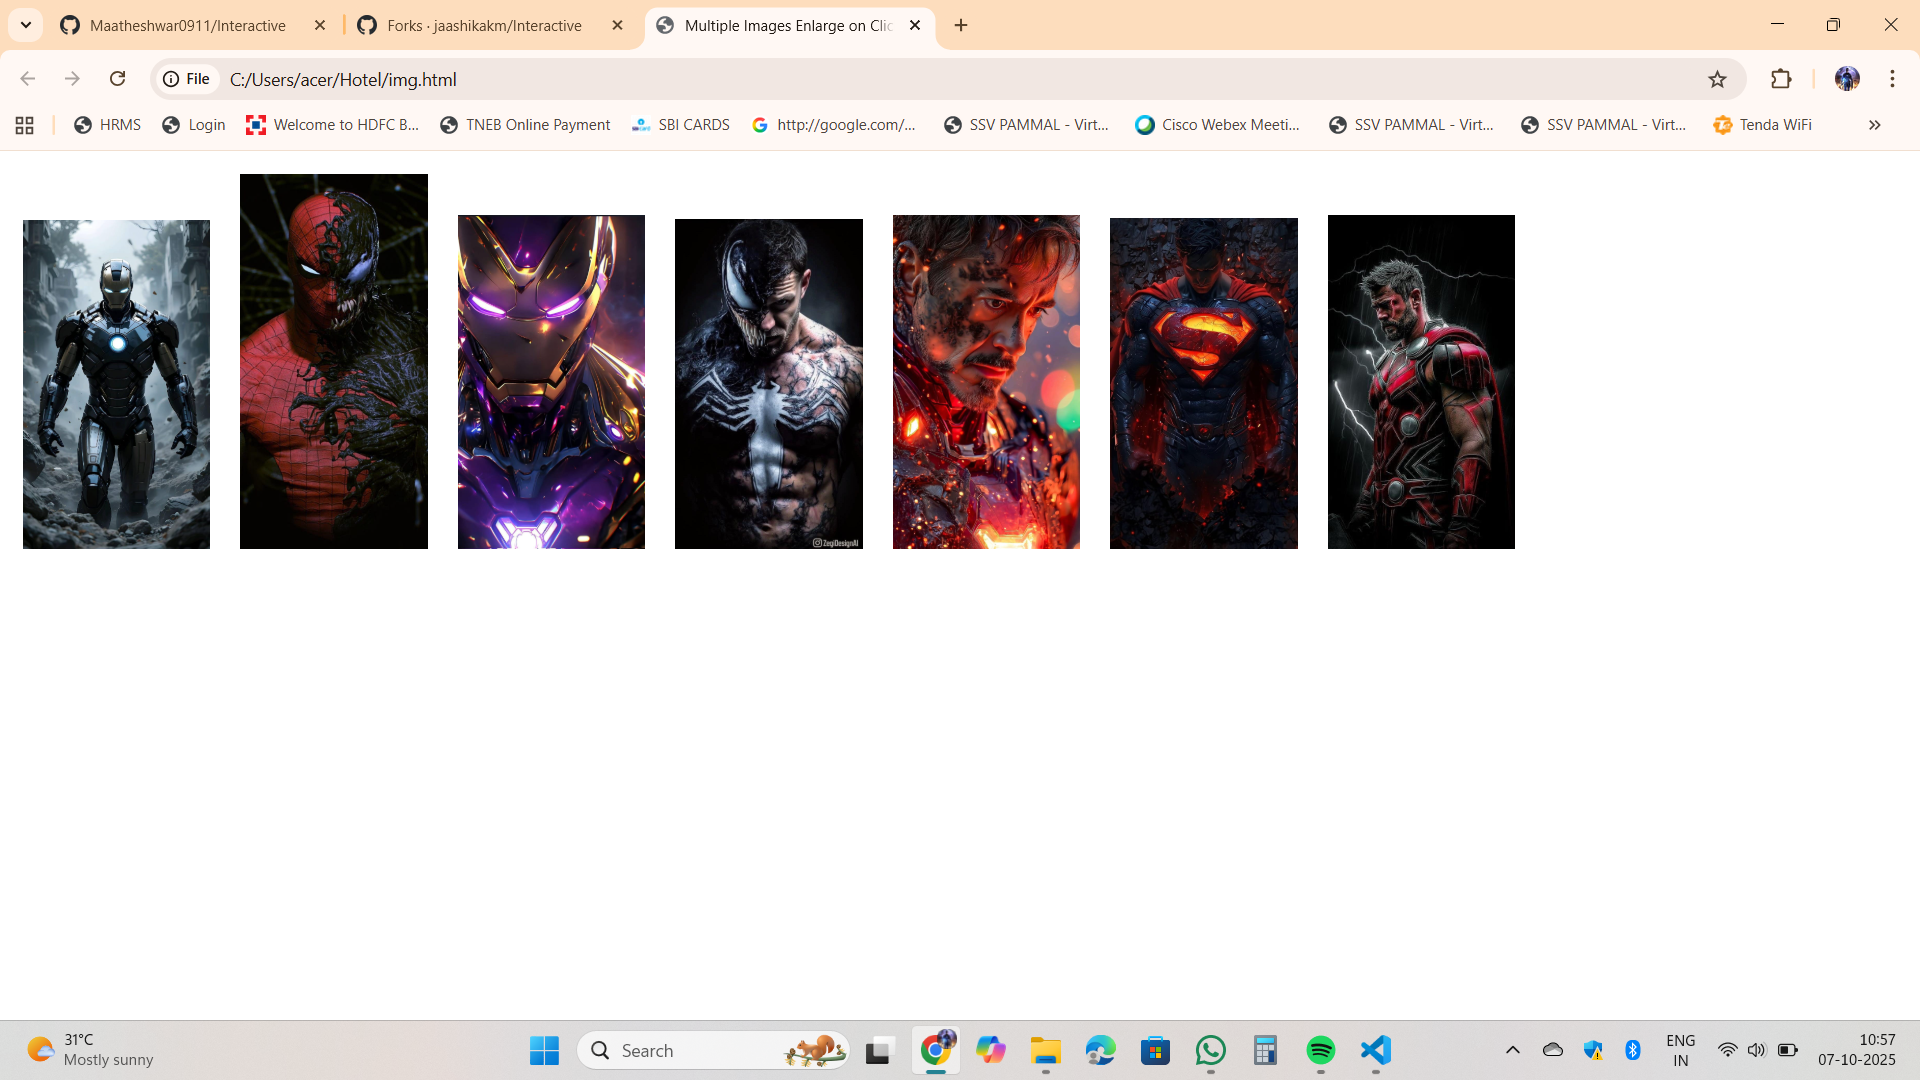 Maatheshwar0911/Interactive
Forks · jaashikakm/Interactive
Multiple Images Enlarge on Clic
File
C:/Users/acer/Hotel/img.html
HRMS
Login
Welcome to HDFC B...
TNEB Online Payment
SBI CARDS
http://google.com/...
SSV PAMMAL - Virt...
Cisco Webex Meeti...
SSV PAMMAL - Virt...
SSV PAMMAL - Virt...
Tenda WiFi
ZegiDesignAI
31°C
Mostly sunny
Search
ENG
IN
10:57
07-10-2025